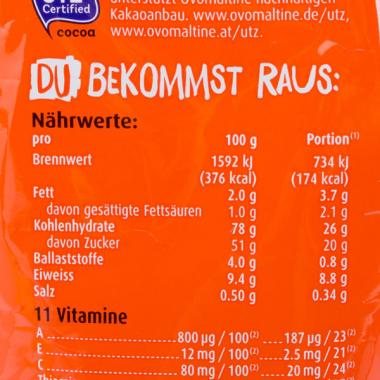 Certified
cocoa
Kakaoanbau. www.ovomaltine.de/utz,
www.ovomaltine.at/utz.
DU BEKOMMST RAUS:
Nährwerte:
pro 100 g Portion(1)
Brennwert 1592 kJ 734 kJ
(376 kcal) (174 kcal)
Fett 2.0 g 3.7 g
davon gesättigte Fettsäuren 1.0 g 2.1 g
Kohlenhydrate 78 g 26 g
davon Zucker 51 g 20 g
Ballaststoffe 4.0 g 0.8 g
Eiweiss 9,4 g 8.8 g
Salz 0.50 g 0.34 g
11 Vitamine
A 800 µg / 100(2) 187 µg / 23(2)
E 12 mg / 100(2) 2.5 mg / 21(2)
C 80 mg / 100(2) 20 mg / 24(2)